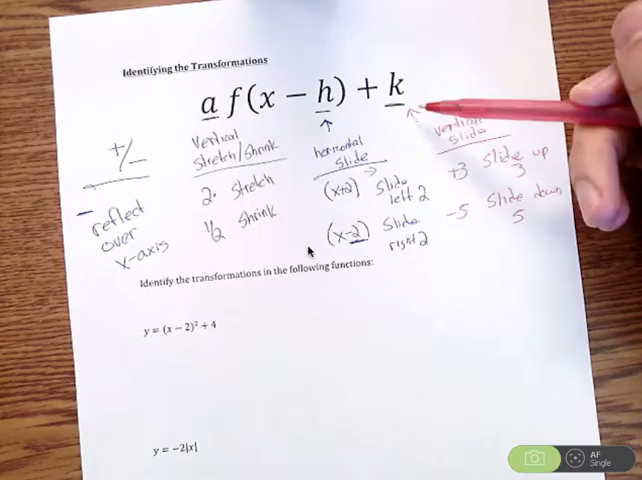 Identifying the Transformations
a f(x − h) + k
+/−
− reflect
over
x-axis
Vertical
Stretch/Shrink
2 · Stretch
1/2 Shrink
horizontal
Slide
(x+2) Slide
left 2
(x−2) Slide
right 2
vertical
Slide
+3 Slide up
3
−5 Slide down
5
Identify the transformations in the following functions:
y = (x − 2)² + 4
y = −2|x|
AF
Single